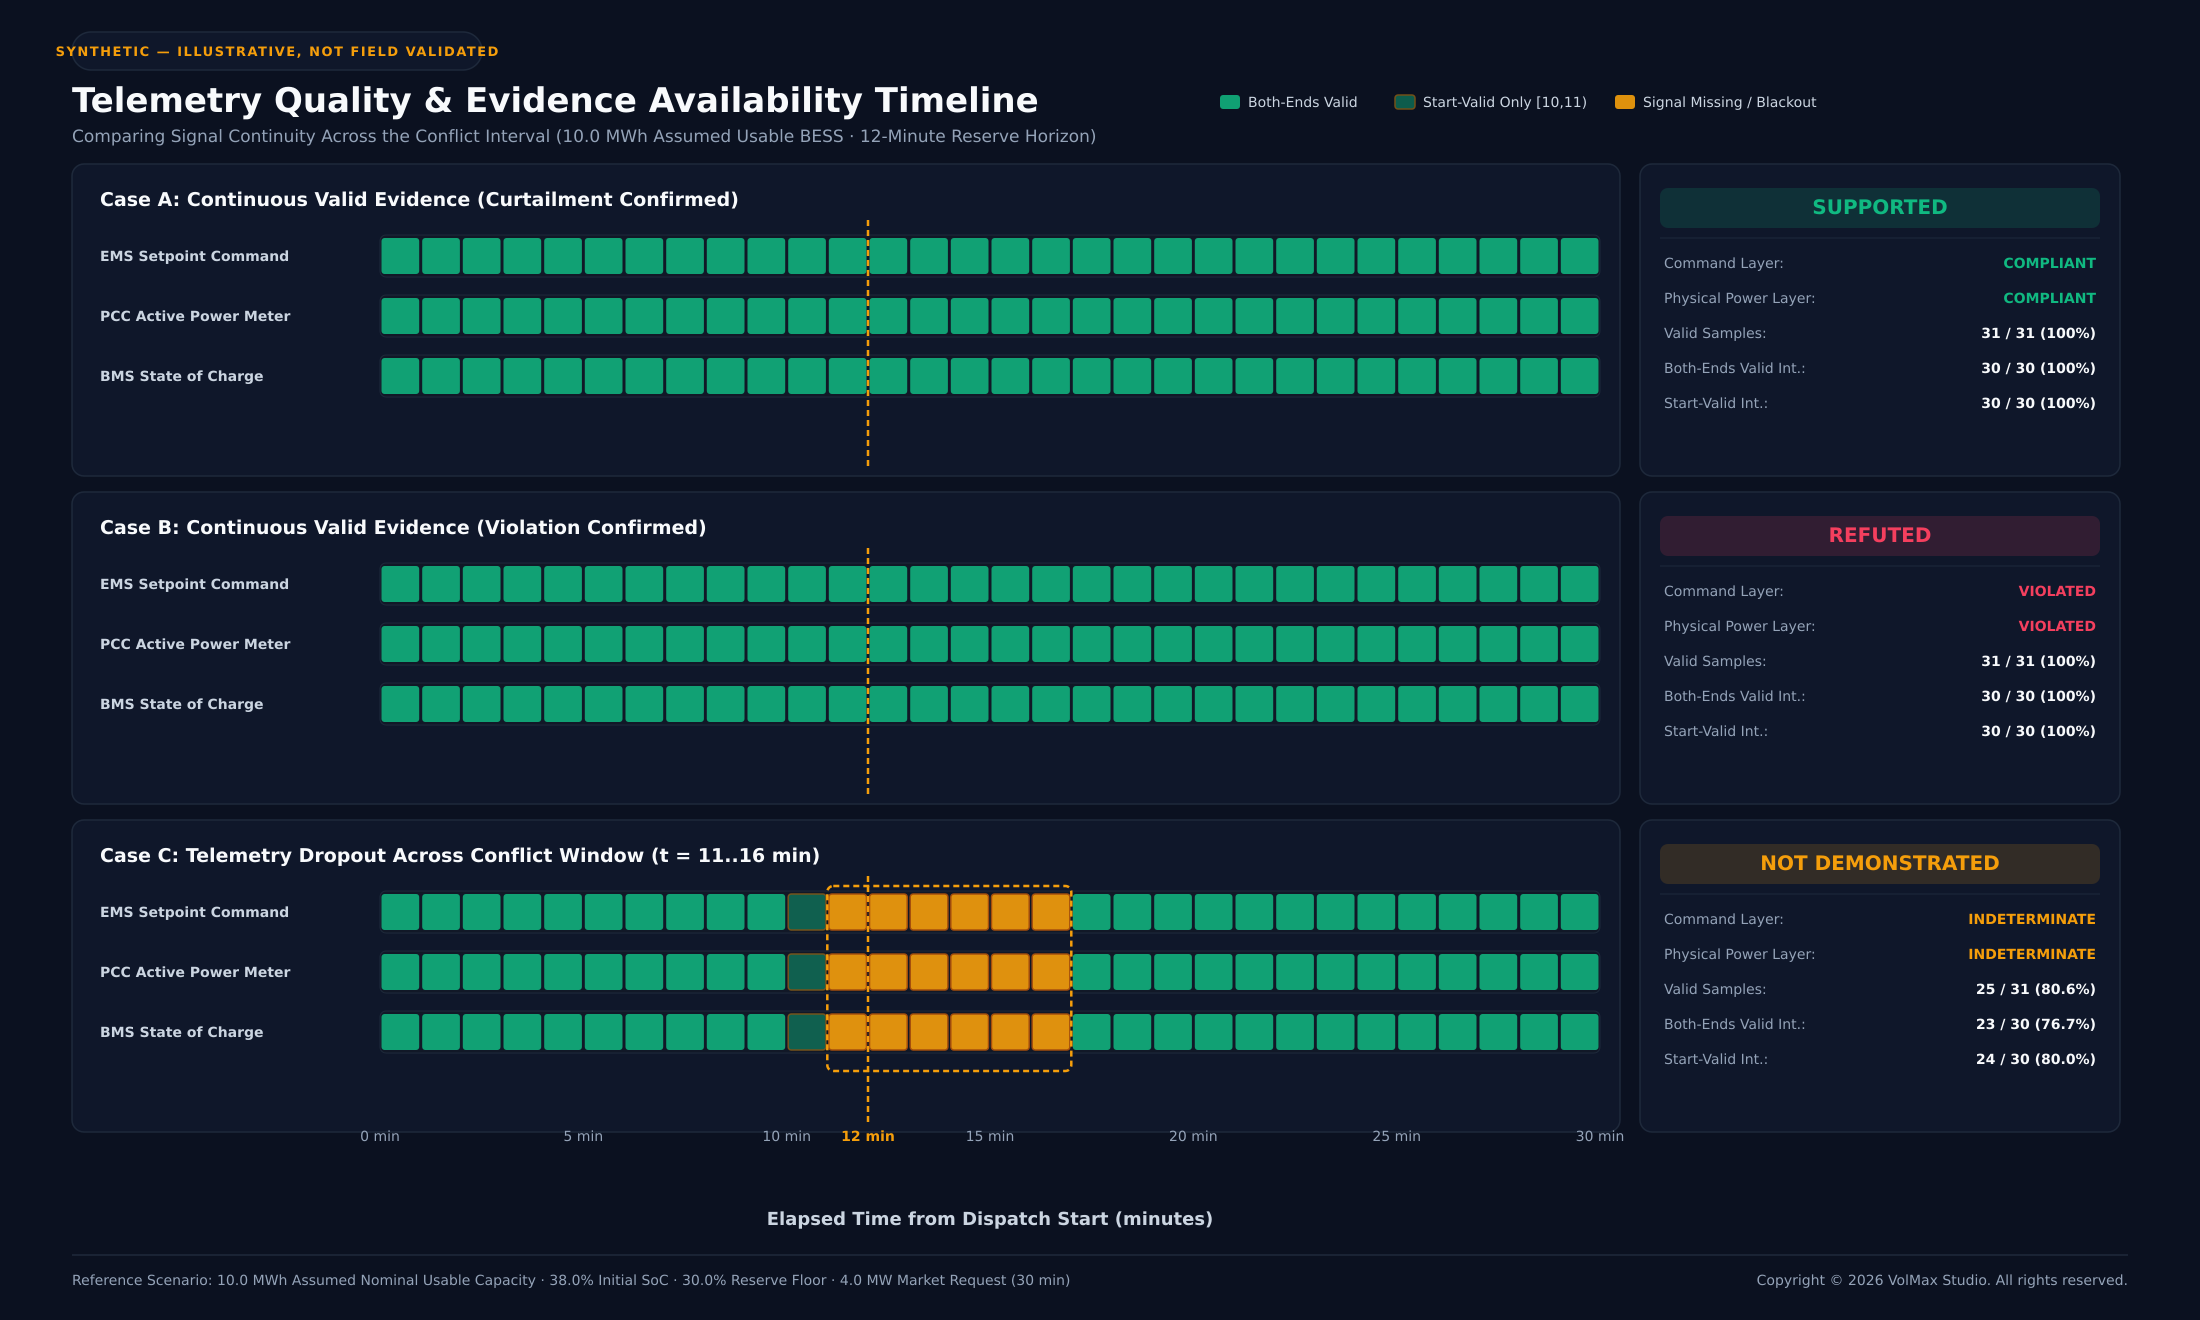 SYNTHETIC — ILLUSTRATIVE, NOT FIELD VALIDATED
Telemetry Quality & Evidence Availability Timeline
Comparing Signal Continuity Across the Conflict Interval (10.0 MWh Assumed Usable BESS · 12-Minute Reserve Horizon)
Both-Ends Valid
Start-Valid Only [10,11)
Signal Missing / Blackout
Case A: Continuous Valid Evidence (Curtailment Confirmed)
EMS Setpoint Command
PCC Active Power Meter
BMS State of Charge
SUPPORTED
Command Layer: COMPLIANT
Physical Power Layer: COMPLIANT
Valid Samples: 31 / 31 (100%)
Both-Ends Valid Int.: 30 / 30 (100%)
Start-Valid Int.: 30 / 30 (100%)
Case B: Continuous Valid Evidence (Violation Confirmed)
EMS Setpoint Command
PCC Active Power Meter
BMS State of Charge
REFUTED
Command Layer: VIOLATED
Physical Power Layer: VIOLATED
Valid Samples: 31 / 31 (100%)
Both-Ends Valid Int.: 30 / 30 (100%)
Start-Valid Int.: 30 / 30 (100%)
Case C: Telemetry Dropout Across Conflict Window (t = 11..16 min)
EMS Setpoint Command
PCC Active Power Meter
BMS State of Charge
NOT DEMONSTRATED
Command Layer: INDETERMINATE
Physical Power Layer: INDETERMINATE
Valid Samples: 25 / 31 (80.6%)
Both-Ends Valid Int.: 23 / 30 (76.7%)
Start-Valid Int.: 24 / 30 (80.0%)
0 min 5 min 10 min 12 min 15 min 20 min 25 min 30 min
Elapsed Time from Dispatch Start (minutes)
Reference Scenario: 10.0 MWh Assumed Nominal Usable Capacity · 38.0% Initial SoC · 30.0% Reserve Floor · 4.0 MW Market Request (30 min)
Copyright © 2026 VolMax Studio. All rights reserved.